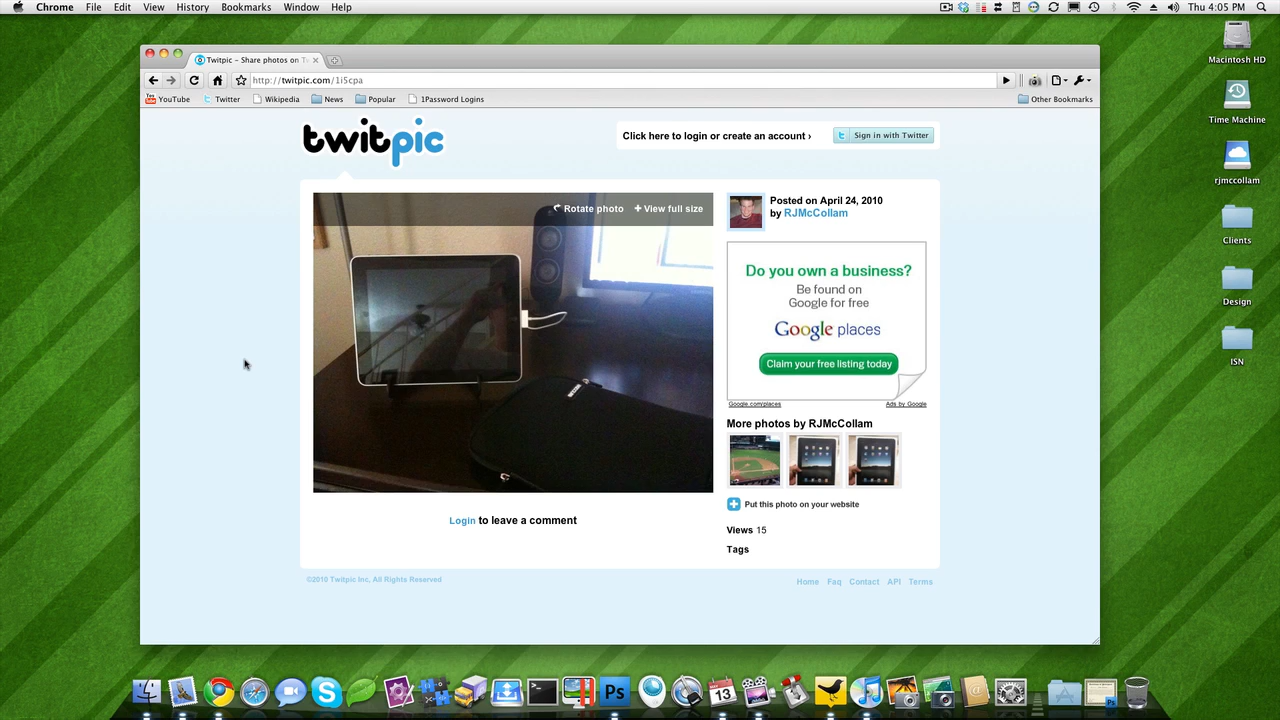 Chrome File Edit View History Bookmarks Window Help
Thu 4:05 PM
Twitpic – Share photos on Tw
http://twitpic.com/1i5cpa
YouTube Twitter Wikipedia News Popular 1Password Logins
Other Bookmarks
twitpic
Click here to login or create an account ›
Sign in with Twitter
Rotate photo
View full size
Posted on April 24, 2010
by RJMcCollam
Do you own a business?
Be found on
Google for free
Google places
Claim your free listing today
Google.com/places
Ads by Google
More photos by RJMcCollam
Put this photo on your website
Login to leave a comment
Views 15
Tags
©2010 Twitpic Inc, All Rights Reserved
Home Faq Contact API Terms
Macintosh HD
Time Machine
rjmccollam
Clients
Design
ISN
Ps
13
Ps